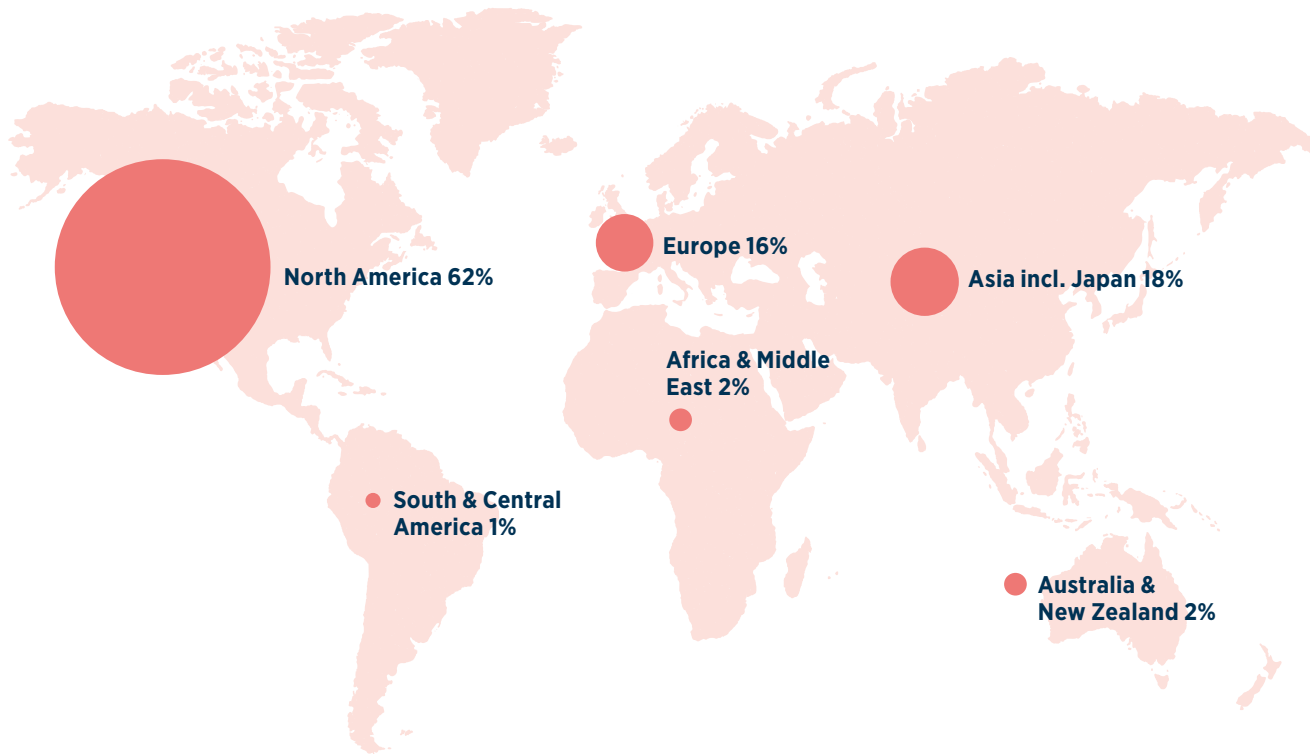 North America 62%
Europe 16%
Asia incl. Japan 18%
Africa & Middle
East 2%
South & Central
America 1%
Australia &
New Zealand 2%